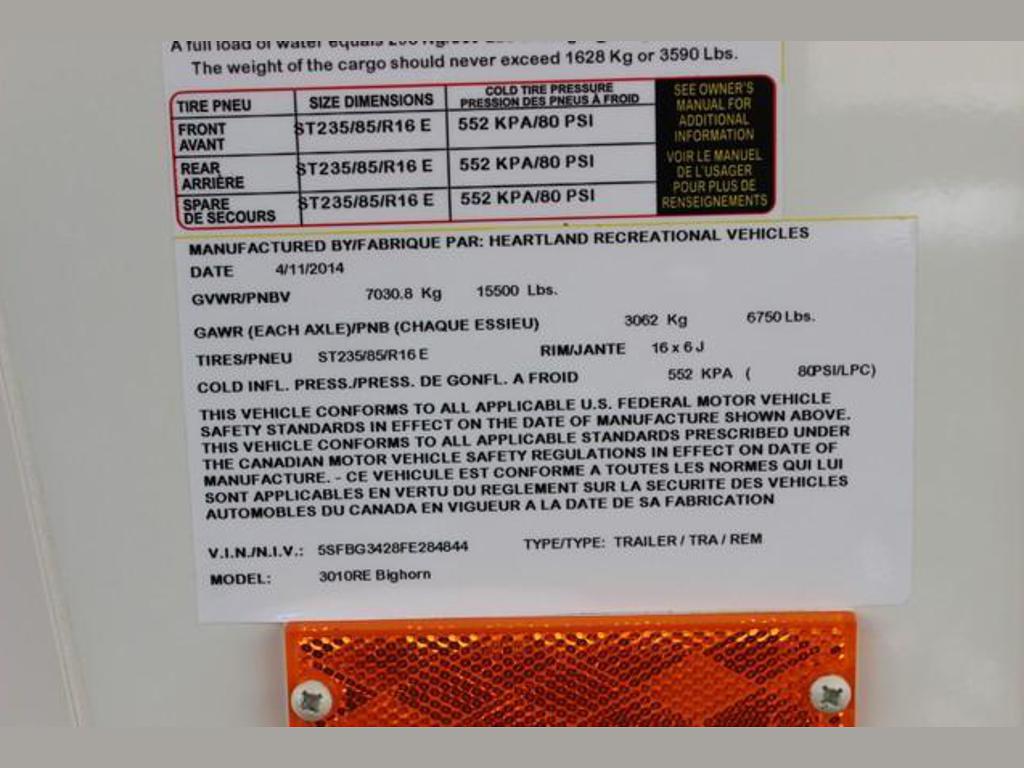 A full load of water equals
The weight of the cargo should never exceed 1628 Kg or 3590 Lbs.
TIRE PNEU SIZE DIMENSIONS COLD TIRE PRESSURE
PRESSION DES PNEUS À FROID
FRONT
AVANT ST235/85/R16 E 552 KPA/80 PSI
REAR
ARRIÈRE ST235/85/R16 E 552 KPA/80 PSI
SPARE
DE SECOURS ST235/85/R16 E 552 KPA/80 PSI
SEE OWNER'S
MANUAL FOR
ADDITIONAL
INFORMATION
VOIR LE MANUEL
DE L'USAGER
POUR PLUS DE
RENSEIGNEMENTS
MANUFACTURED BY/FABRIQUE PAR: HEARTLAND RECREATIONAL VEHICLES
DATE 4/11/2014
GVWR/PNBV 7030.8 Kg 15500 Lbs.
GAWR (EACH AXLE)/PNB (CHAQUE ESSIEU) 3062 Kg 6750 Lbs.
TIRES/PNEU ST235/85/R16 E RIM/JANTE 16 x 6 J
COLD INFL. PRESS./PRESS. DE GONFL. A FROID 552 KPA ( 80PSI/LPC)
THIS VEHICLE CONFORMS TO ALL APPLICABLE U.S. FEDERAL MOTOR VEHICLE
SAFETY STANDARDS IN EFFECT ON THE DATE OF MANUFACTURE SHOWN ABOVE.
THIS VEHICLE CONFORMS TO ALL APPLICABLE STANDARDS PRESCRIBED UNDER
THE CANADIAN MOTOR VEHICLE SAFETY REGULATIONS IN EFFECT ON DATE OF
MANUFACTURE. - CE VEHICULE EST CONFORME A TOUTES LES NORMES QUI LUI
SONT APPLICABLES EN VERTU DU REGLEMENT SUR LA SECURITE DES VEHICLES
AUTOMOBLES DU CANADA EN VIGUEUR A LA DATE DE SA FABRICATION
V.I.N./N.I.V.: 5SFBG3428FE284844 TYPE/TYPE: TRAILER / TRA / REM
MODEL: 3010RE Bighorn